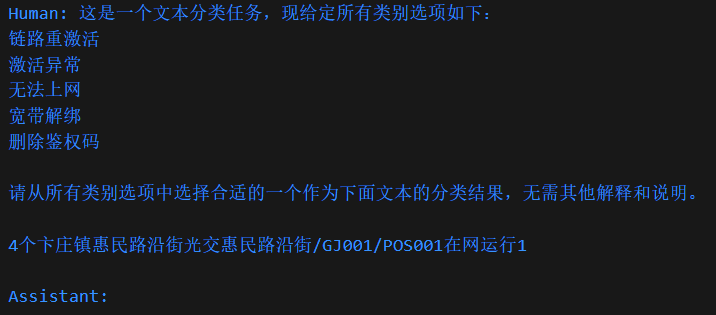 Human: 这是一个文本分类任务，现给定所有类别选项如下：
链路重激活
激活异常
无法上网
宽带解绑
删除鉴权码
请从所有类别选项中选择合适的一个作为下面文本的分类结果，无需其他解释和说明。
4个卞庄镇惠民路沿街光交惠民路沿街/GJ001/POS001在网运行1
Assistant: